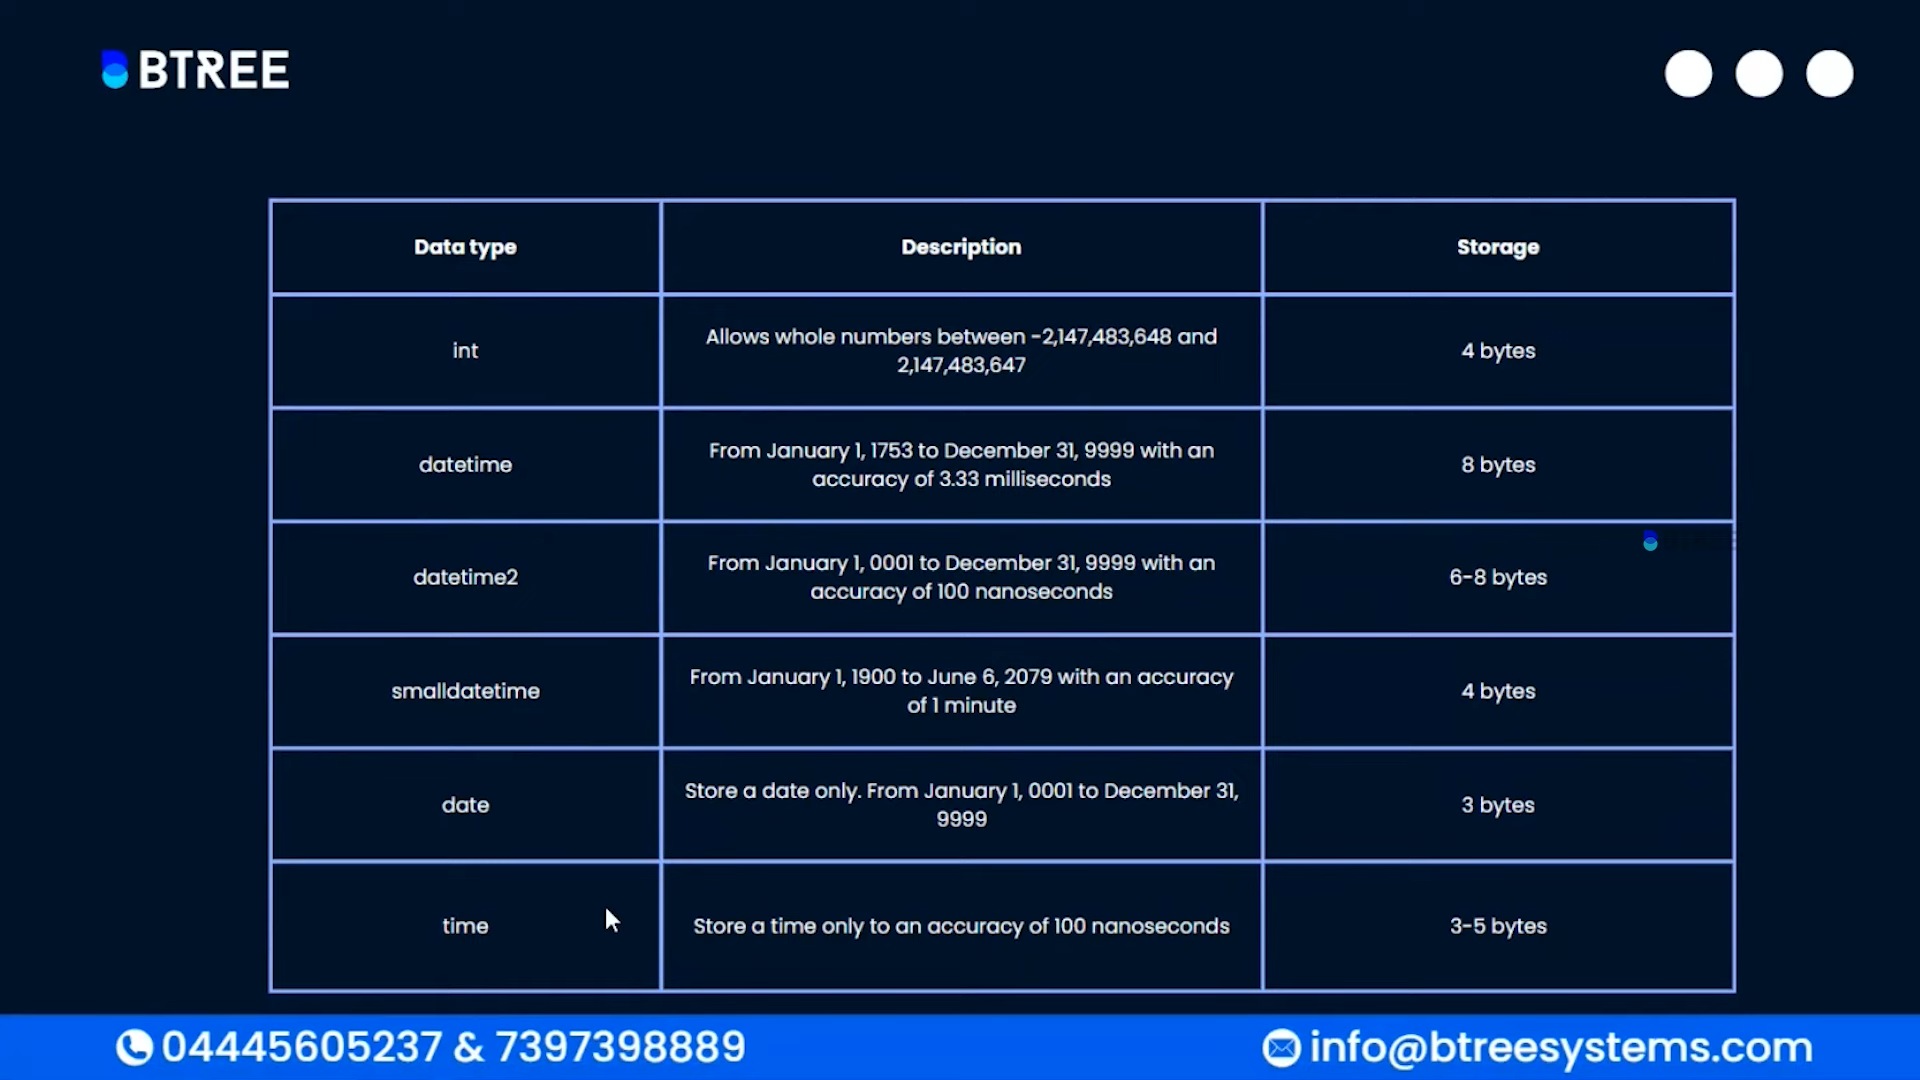 BTREE
Data type
Description
Storage
int
Allows whole numbers between -2,147,483,648 and
2,147,483,647
4 bytes
datetime
From January 1, 1753 to December 31, 9999 with an
accuracy of 3.33 milliseconds
8 bytes
datetime2
From January 1, 0001 to December 31, 9999 with an
accuracy of 100 nanoseconds
6-8 bytes
smalldatetime
From January 1, 1900 to June 6, 2079 with an accuracy
of 1 minute
4 bytes
date
Store a date only. From January 1, 0001 to December 31,
9999
3 bytes
time
Store a time only to an accuracy of 100 nanoseconds
3-5 bytes
04445605237 & 7397398889
info@btreesystems.com